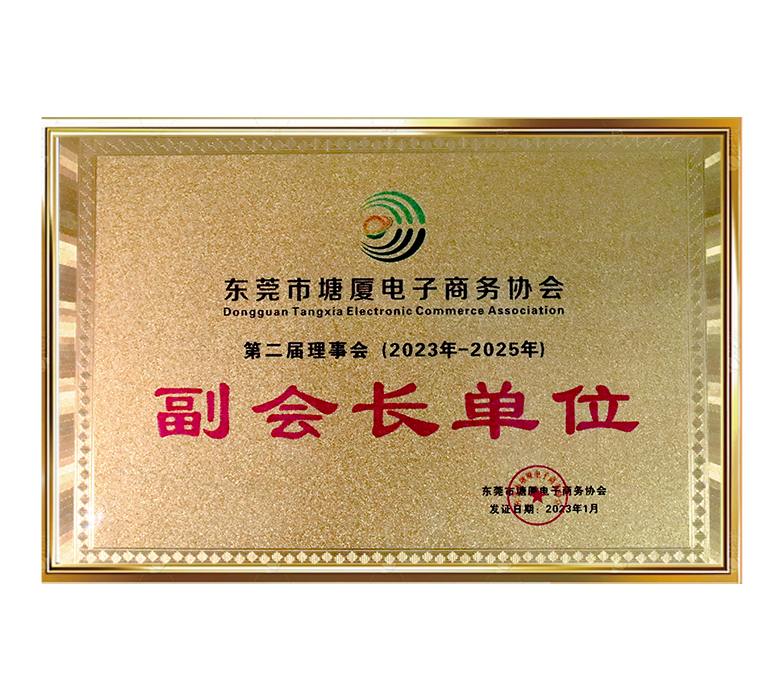 东莞市塘厦电子商务协会
Dongguan Tangxia Electronic Commerce Association
第二届理事会 (2023年-2025年)
副会长单位
东莞市塘厦电子商务协会
发证日期: 2023年1月